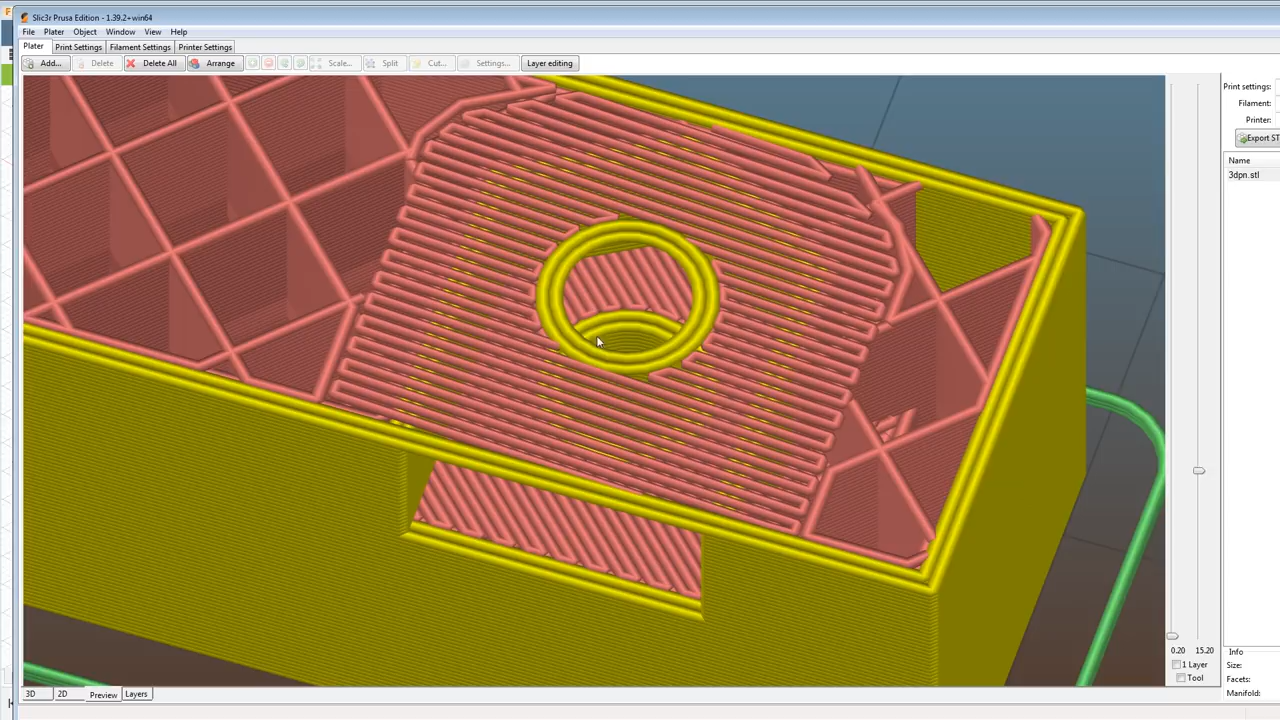 Slic3r Prusa Edition - 1.39.2+win64
File Plater Object Window View Help
Plater Print Settings Filament Settings Printer Settings
Add... Delete Delete All Arrange Scale... Split Cut... Settings... Layer editing
Print settings:
Filament:
Printer:
Export ST
Name
3dpn.stl
0.20 15.20
1 Layer
Tool
Info
Size:
Facets:
Manifold:
3D 2D Preview Layers